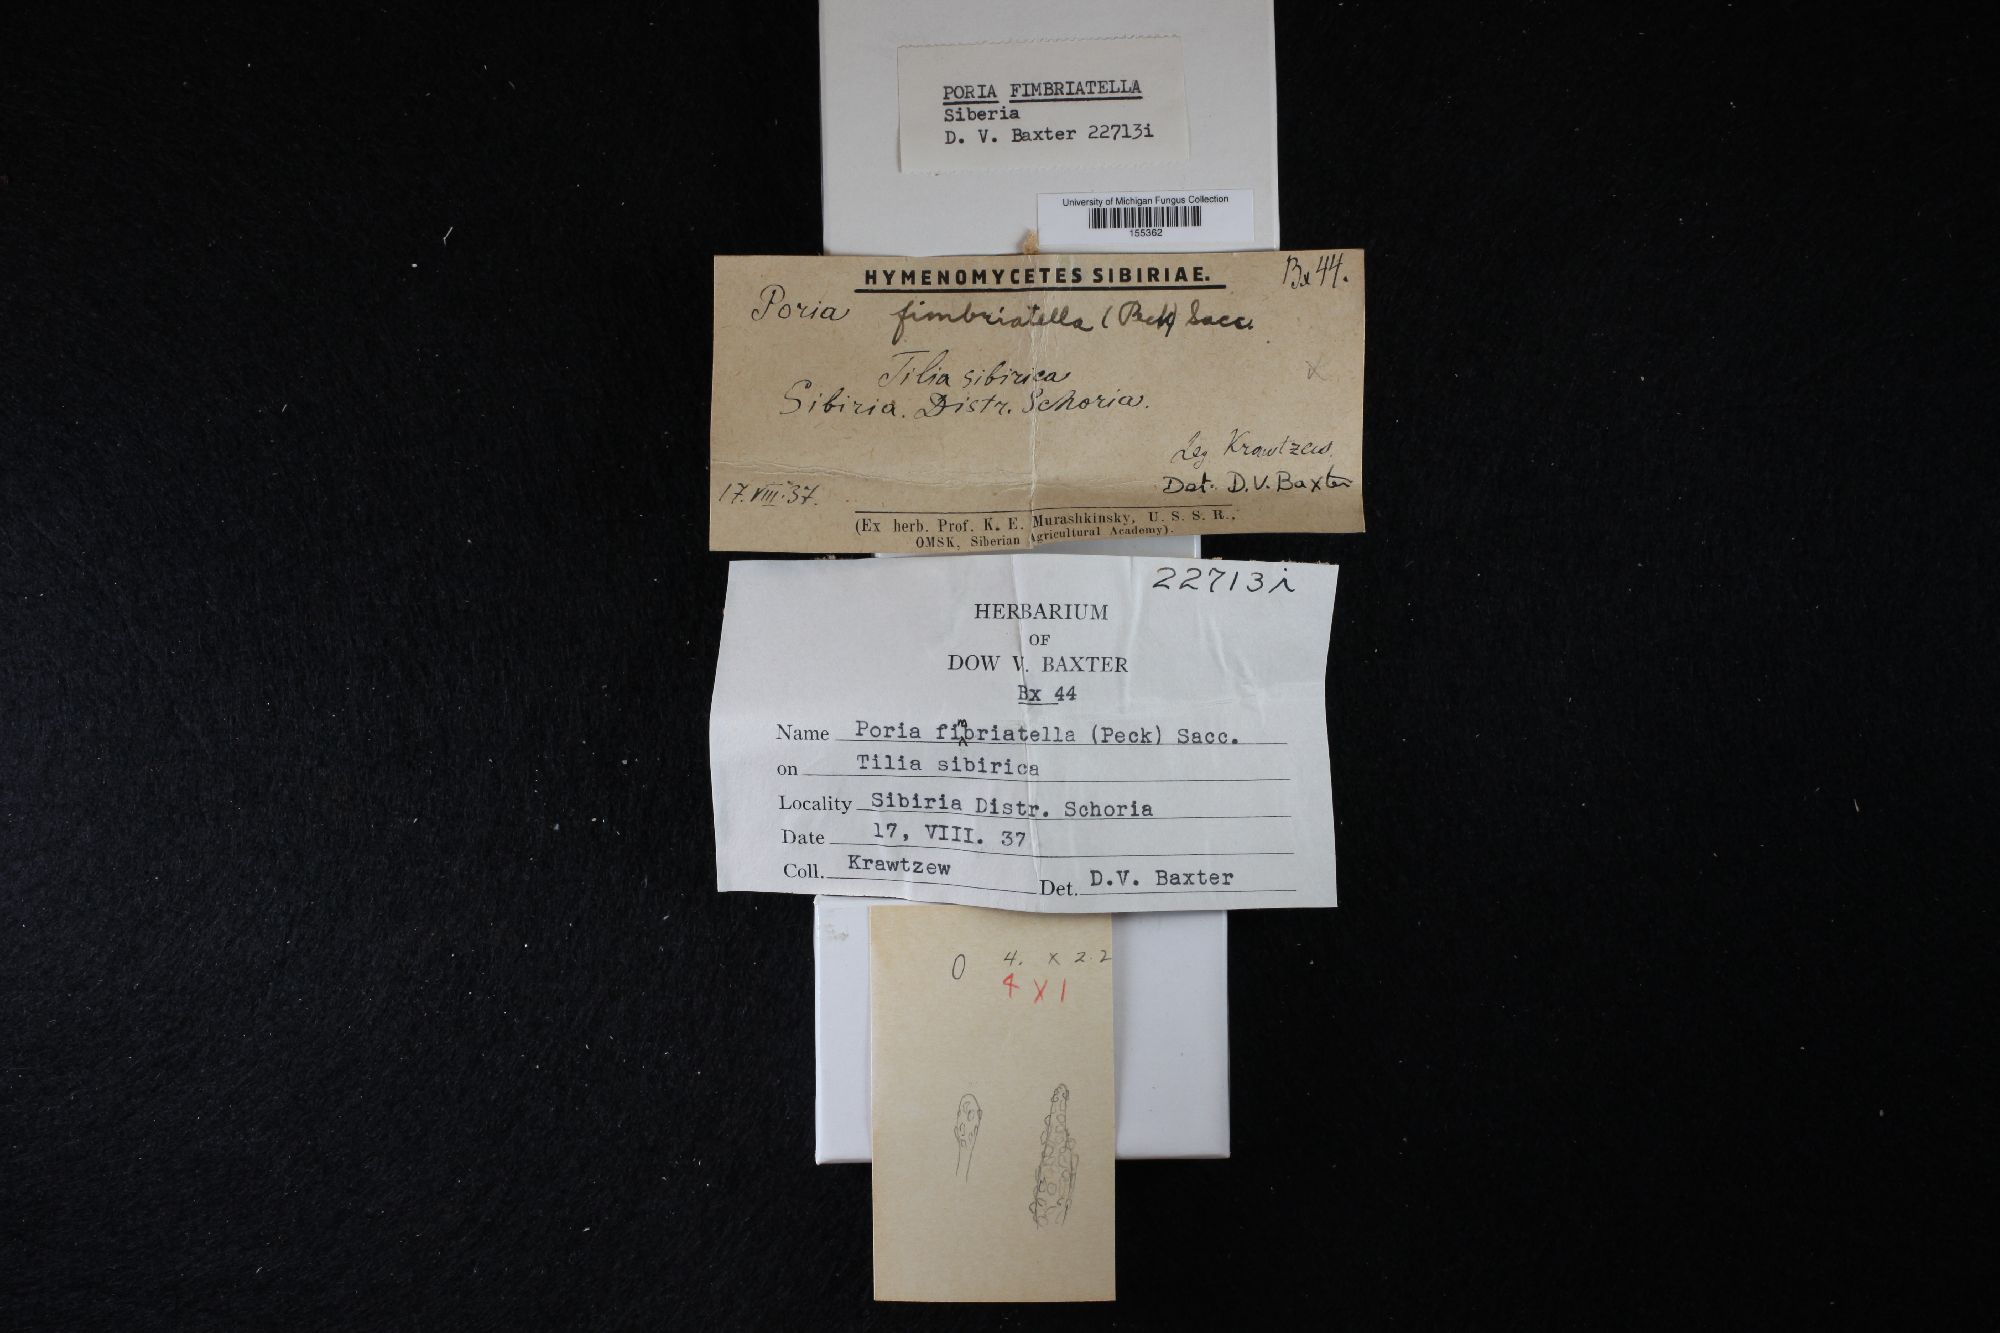 PORIA FIMBRIATELLA
Siberia
D. V. Baxter 22713i
University of Michigan Fungus Collection
155362
HYMENOMYCETES SIBIRIAE.
Bx 44.
Poria fimbriatella (Peck) Sacc.
Tilia sibirica
Sibiria. Distr. Schoria.
Leg. Krawtzew.
Det. D.V. Baxter
17.VIII.37.
(Ex herb. Prof. K. E. Murashkinsky, U. S. S. R.,
OMSK, Siberian Agricultural Academy).
22713i
HERBARIUM
OF
DOW V. BAXTER
Bx 44
Name Poria fimbriatella (Peck) Sacc.
on Tilia sibirica
Locality Sibiria Distr. Schoria
Date 17, VIII. 37
Coll. Krawtzew Det. D.V. Baxter
4. x 2.2
4 X 1